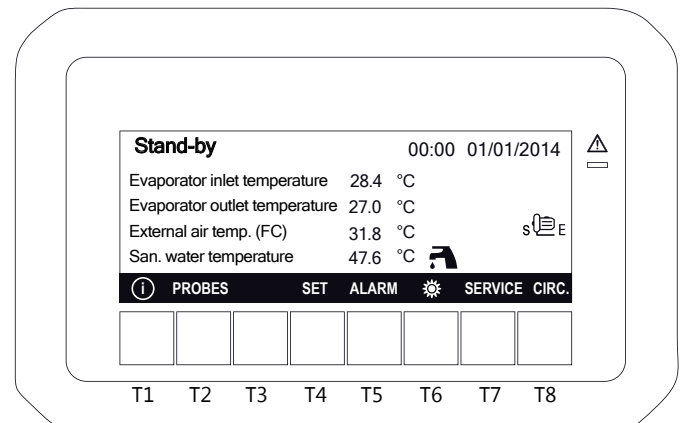 Stand-by 00:00 01/01/2014
Evaporator inlet temperature 28.4 °C
Evaporator outlet temperature 27.0 °C
External air temp. (FC) 31.8 °C
S E
San. water temperature 47.6 °C
i PROBES SET ALARM SERVICE CIRC.
T1 T2 T3 T4 T5 T6 T7 T8